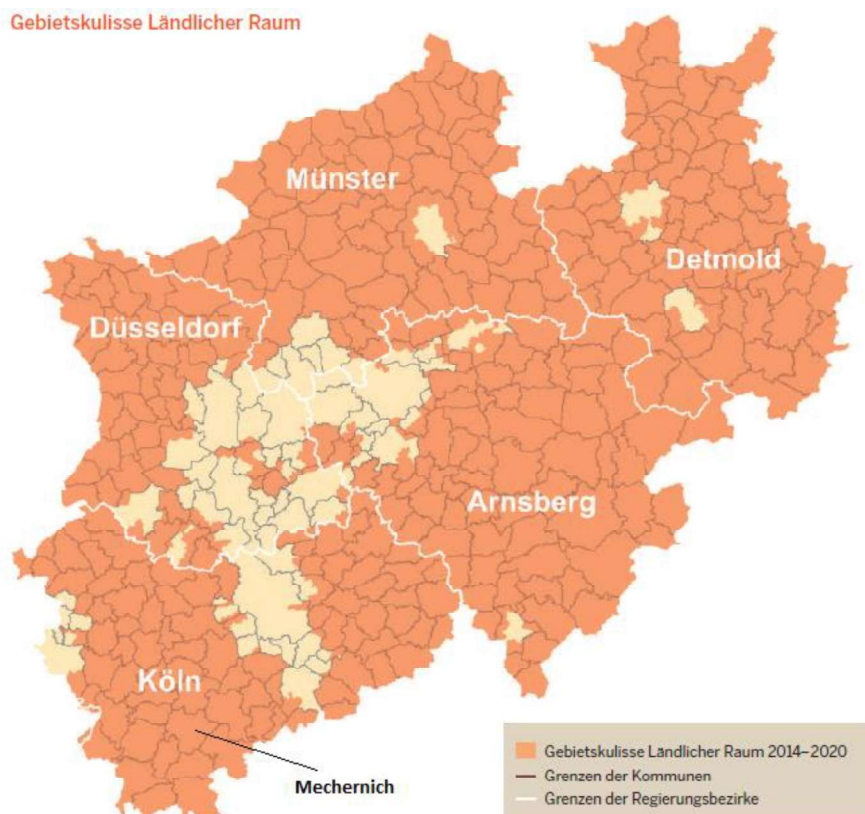 Gebietskulisse Ländlicher Raum
Münster
Detmold
Düsseldorf
Arnsberg
Köln
Mechernich
Gebietskulisse Ländlicher Raum 2014–2020
Grenzen der Kommunen
Grenzen der Regierungsbezirke